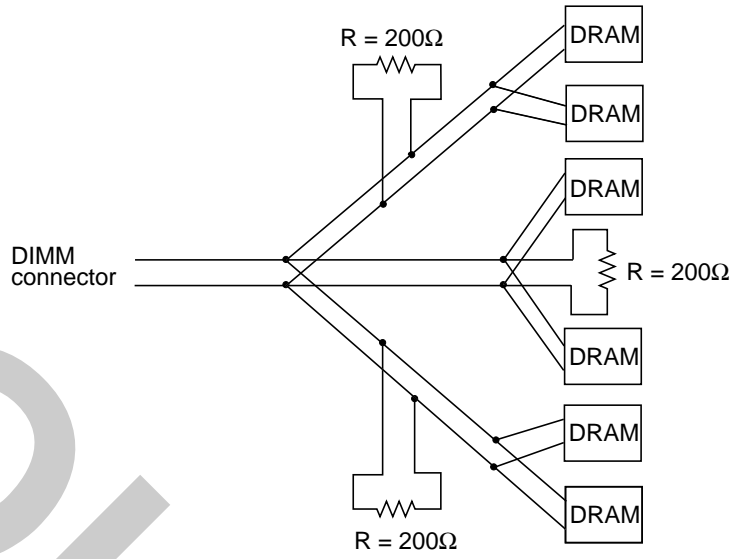 R = 200Ω
DRAM
DRAM
DRAM
DIMM
connector
R = 200Ω
DRAM
DRAM
R = 200Ω
DRAM